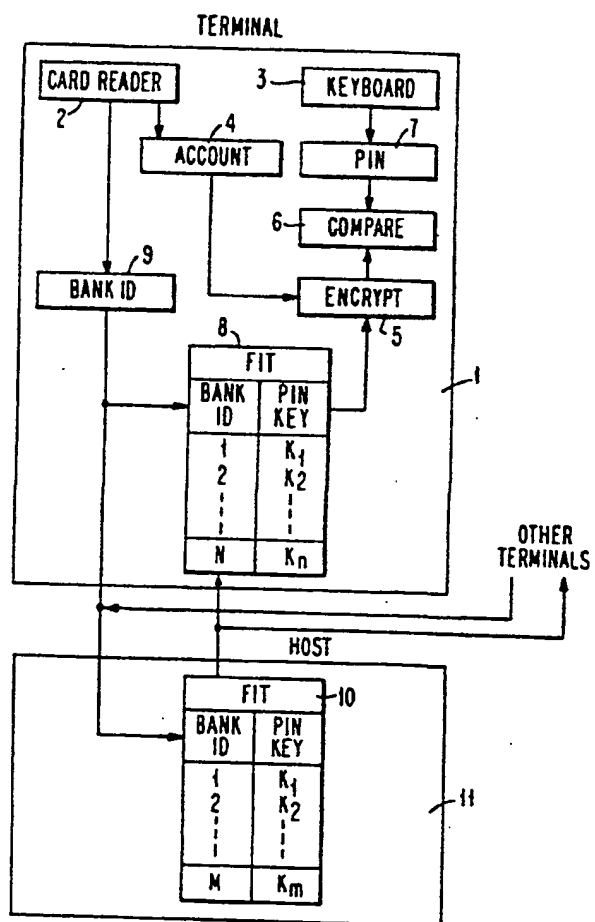 TERMINAL
CARD READER
2
3
KEYBOARD
4
ACCOUNT
7
PIN
6
COMPARE
9
BANK ID
ENCRYPT
5
8
FIT
BANK ID
PIN KEY
1 K1
2 K2
N Kn
1
OTHER
TERMINALS
HOST
FIT
10
BANK ID
PIN KEY
1 K1
2 K2
M Km
11